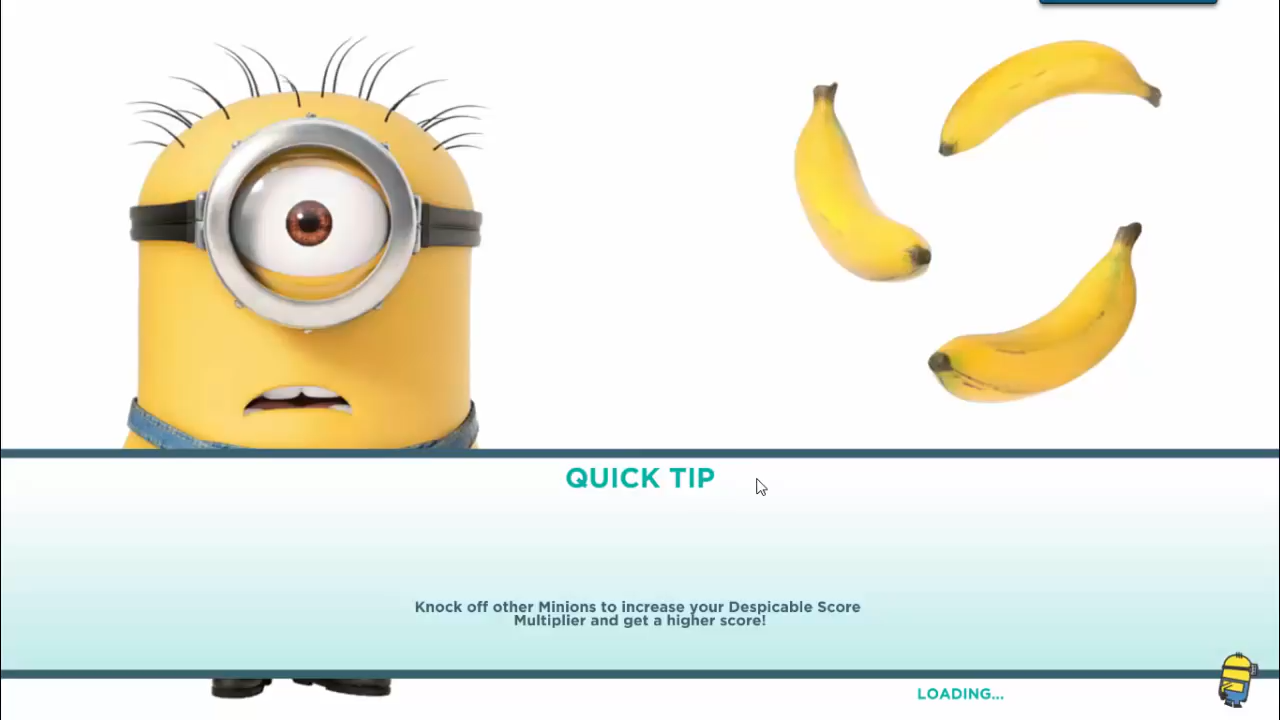 QUICK TIP
Knock off other Minions to increase your Despicable Score
Multiplier and get a higher score!
LOADING...